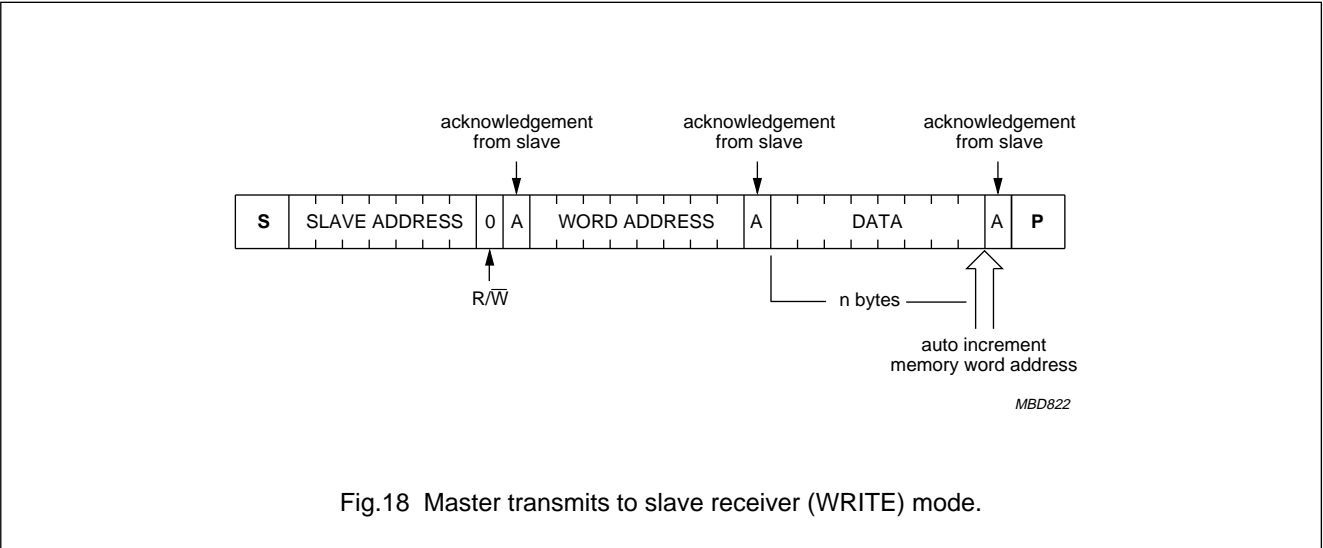 acknowledgement
from slave
acknowledgement
from slave
acknowledgement
from slave
S SLAVE ADDRESS 0 A WORD ADDRESS A DATA A P
R/W̅
n bytes
auto increment
memory word address
MBD822
Fig.18 Master transmits to slave receiver (WRITE) mode.